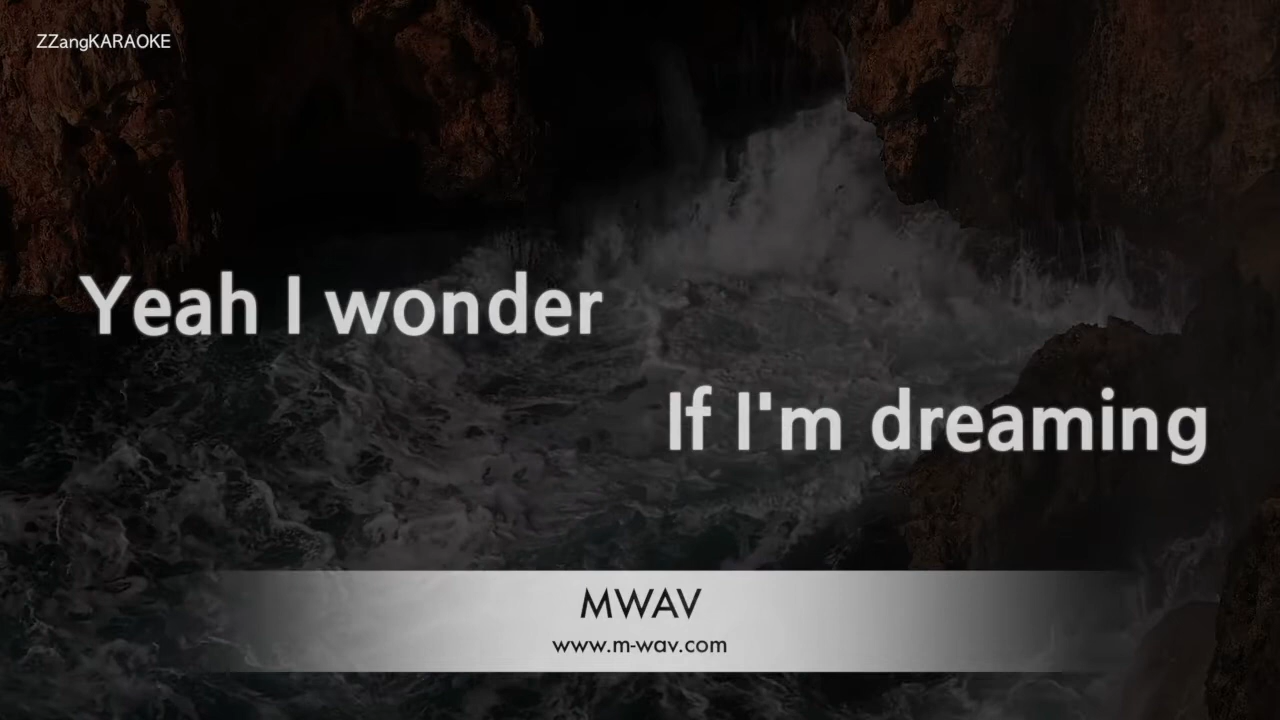 ZZangKARAOKE
Yeah I wonder
If I'm dreaming
MWAV
www.m-wav.com